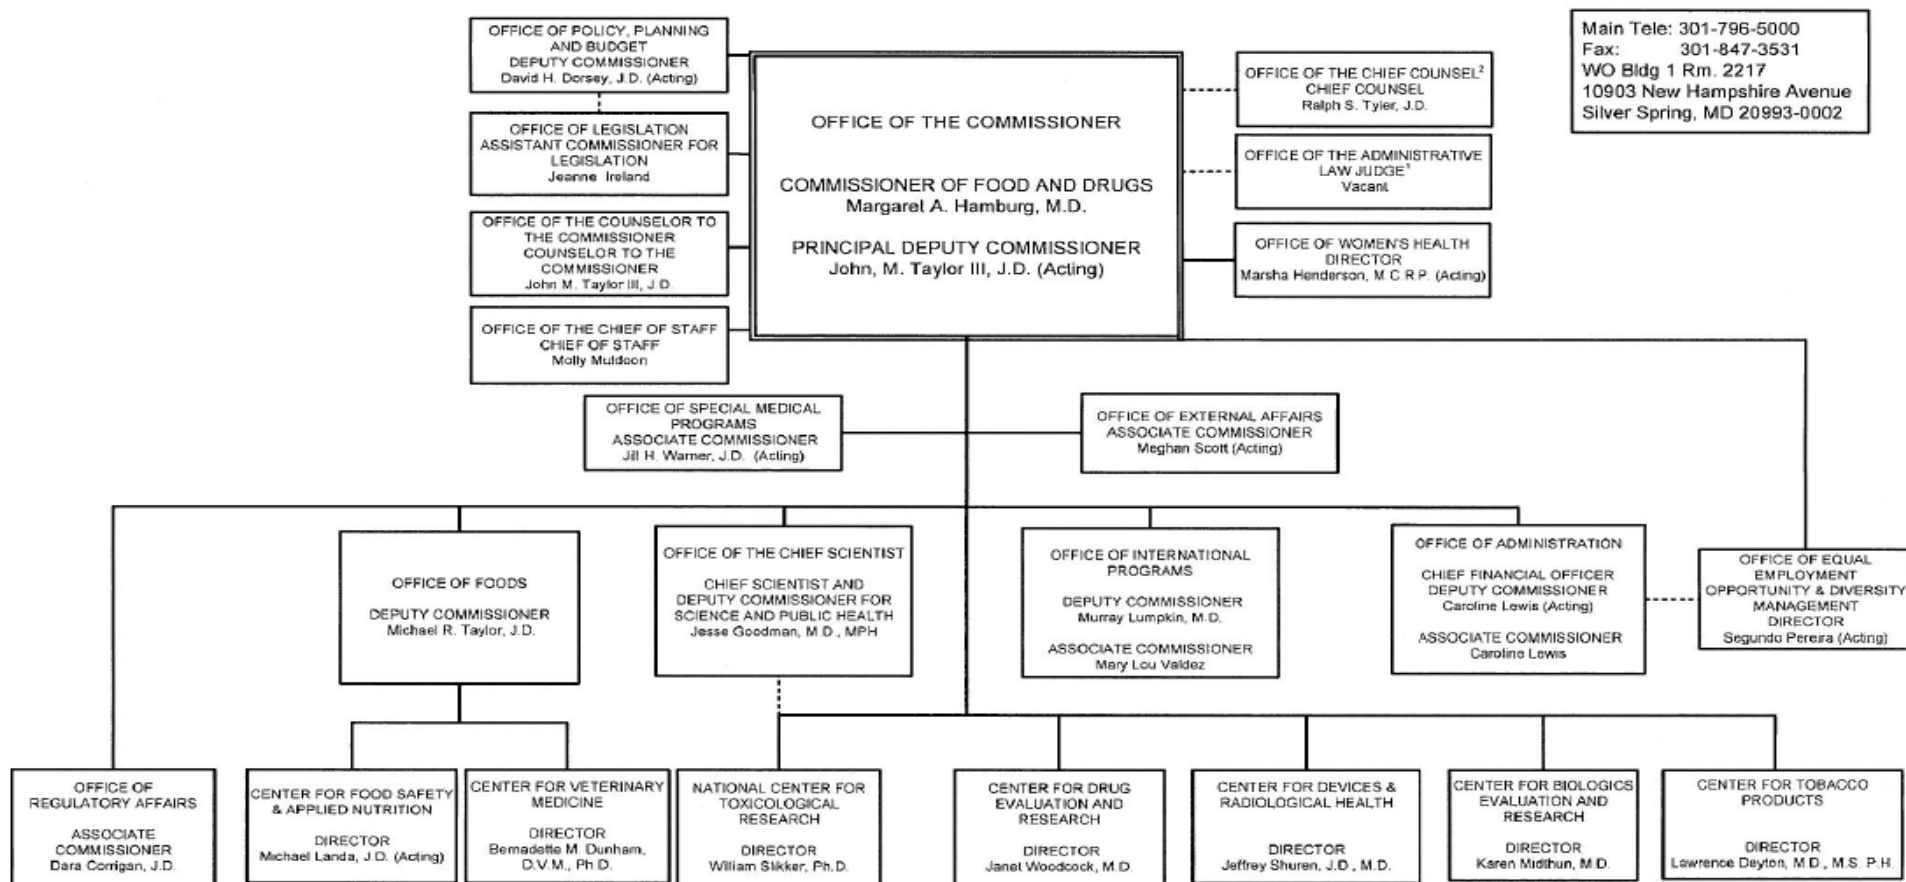 OFFICE OF POLICY, PLANNING
AND BUDGET
DEPUTY COMMISSIONER
David H. Dorsey, J.D. (Acting)
OFFICE OF LEGISLATION
ASSISTANT COMMISSIONER FOR
LEGISLATION
Jeanne Ireland
OFFICE OF THE COUNSELOR TO
THE COMMISSIONER
COUNSELOR TO THE
COMMISSIONER
John M. Taylor III, J.D.
OFFICE OF THE CHIEF OF STAFF
CHIEF OF STAFF
Molly Muldoon
OFFICE OF THE COMMISSIONER
COMMISSIONER OF FOOD AND DRUGS
Margaret A. Hamburg, M.D.
PRINCIPAL DEPUTY COMMISSIONER
John, M. Taylor III, J.D. (Acting)
OFFICE OF THE CHIEF COUNSEL²
CHIEF COUNSEL
Ralph S. Tyler, J.D.
OFFICE OF THE ADMINISTRATIVE
LAW JUDGE¹
Vacant
OFFICE OF WOMEN'S HEALTH
DIRECTOR
Marsha Henderson, M.C.R.P. (Acting)
Main Tele: 301-796-5000
Fax: 301-847-3531
WO Bldg 1 Rm. 2217
10903 New Hampshire Avenue
Silver Spring, MD 20993-0002
OFFICE OF SPECIAL MEDICAL
PROGRAMS
ASSOCIATE COMMISSIONER
Jill H. Warner, J.D. (Acting)
OFFICE OF EXTERNAL AFFAIRS
ASSOCIATE COMMISSIONER
Meghan Scott (Acting)
OFFICE OF FOODS
DEPUTY COMMISSIONER
Michael R. Taylor, J.D.
OFFICE OF THE CHIEF SCIENTIST
CHIEF SCIENTIST AND
DEPUTY COMMISSIONER FOR
SCIENCE AND PUBLIC HEALTH
Jesse Goodman, M.D., MPH
OFFICE OF INTERNATIONAL
PROGRAMS
DEPUTY COMMISSIONER
Murray Lumpkin, M.D.
ASSOCIATE COMMISSIONER
Mary Lou Valdez
OFFICE OF ADMINISTRATION
CHIEF FINANCIAL OFFICER
DEPUTY COMMISSIONER
Caroline Lewis (Acting)
ASSOCIATE COMMISSIONER
Caroline Lewis
OFFICE OF EQUAL
EMPLOYMENT
OPPORTUNITY & DIVERSITY
MANAGEMENT
DIRECTOR
Segundo Pereira (Acting)
OFFICE OF
REGULATORY AFFAIRS
ASSOCIATE
COMMISSIONER
Dara Corrigan, J.D.
CENTER FOR FOOD SAFETY
& APPLIED NUTRITION
DIRECTOR
Michael Landa, J.D. (Acting)
CENTER FOR VETERINARY
MEDICINE
DIRECTOR
Bernadette M. Dunham,
D.V.M., Ph.D.
NATIONAL CENTER FOR
TOXICOLOGICAL
RESEARCH
DIRECTOR
William Slikker, Ph.D.
CENTER FOR DRUG
EVALUATION AND
RESEARCH
DIRECTOR
Janet Woodcock, M.D
CENTER FOR DEVICES &
RADIOLOGICAL HEALTH
DIRECTOR
Jeffrey Shuren, J.D., M.D.
CENTER FOR BIOLOGICS
EVALUATION AND
RESEARCH
DIRECTOR
Karen Midthun, M.D.
CENTER FOR TOBACCO
PRODUCTS
DIRECTOR
Lawrence Deyton, M.D., M.S. P.H.